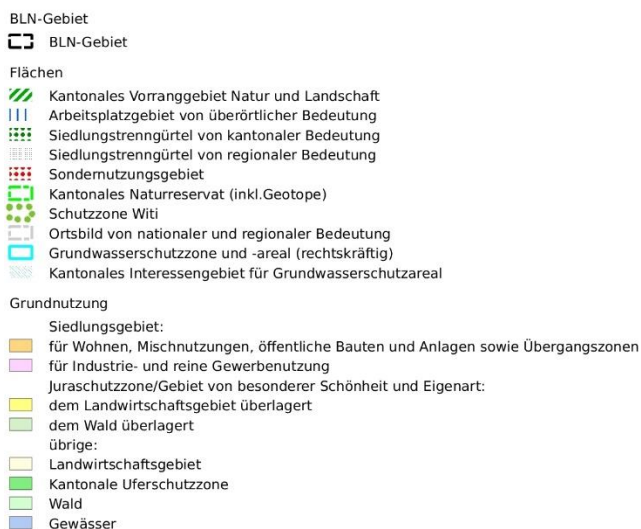 BLN-Gebiet
BLN-Gebiet
Flächen
Kantonales Vorranggebiet Natur und Landschaft
Arbeitsplatzgebiet von überörtlicher Bedeutung
Siedlungstrenngürtel von kantonaler Bedeutung
Siedlungstrenngürtel von regionaler Bedeutung
Sondernutzungsgebiet
Kantonales Naturreservat (inkl.Geotope)
Schutzzone Witi
Ortsbild von nationaler und regionaler Bedeutung
Grundwasserschutzzone und -areal (rechtskräftig)
Kantonales Interessengebiet für Grundwasserschutzareal
Grundnutzung
Siedlungsgebiet:
für Wohnen, Mischnutzungen, öffentliche Bauten und Anlagen sowie Übergangszonen
für Industrie- und reine Gewerbenutzung
Juraschutzzone/Gebiet von besonderer Schönheit und Eigenart:
dem Landwirtschaftsgebiet überlagert
dem Wald überlagert
übrige:
Landwirtschaftsgebiet
Kantonale Uferschutzzone
Wald
Gewässer